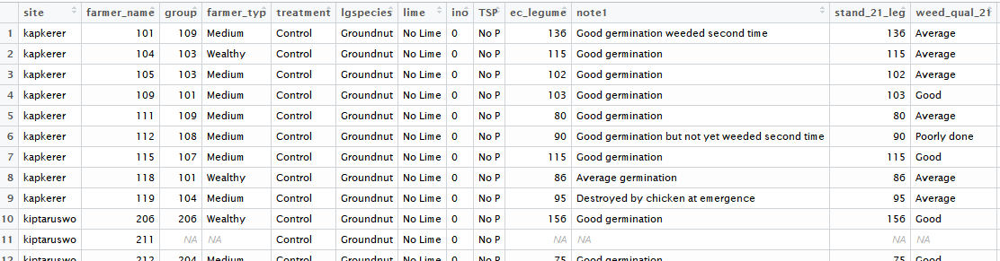 site farmer_name group farmer_typ treatment lgspecies lime ino TSP ec_legume note1 stand_21_leg weed_qual_21
1 kapkerer 101 109 Medium Control Groundnut No Lime 0 No P 136 Good germination weeded second time 136 Average
2 kapkerer 104 103 Wealthy Control Groundnut No Lime 0 No P 115 Good germination 115 Average
3 kapkerer 105 103 Medium Control Groundnut No Lime 0 No P 102 Good germination 102 Average
4 kapkerer 109 101 Medium Control Groundnut No Lime 0 No P 103 Good germination 103 Good
5 kapkerer 111 109 Medium Control Groundnut No Lime 0 No P 80 Good germination 80 Average
6 kapkerer 112 108 Medium Control Groundnut No Lime 0 No P 90 Good germination but not yet weeded second time 90 Poorly done
7 kapkerer 115 107 Medium Control Groundnut No Lime 0 No P 115 Good germination 115 Good
8 kapkerer 118 101 Wealthy Control Groundnut No Lime 0 No P 86 Average germination 86 Average
9 kapkerer 119 104 Medium Control Groundnut No Lime 0 No P 95 Destroyed by chicken at emergence 95 Average
10 kiptaruswo 206 206 Wealthy Control Groundnut No Lime 0 No P 156 Good germination 156 Good
11 kiptaruswo 211 NA NA Control Groundnut No Lime 0 No P NA NA NA NA
12 kiptaruswo 212 204 Medium Control Groundnut No Lime 0 No P 75 Good germination 75 Good